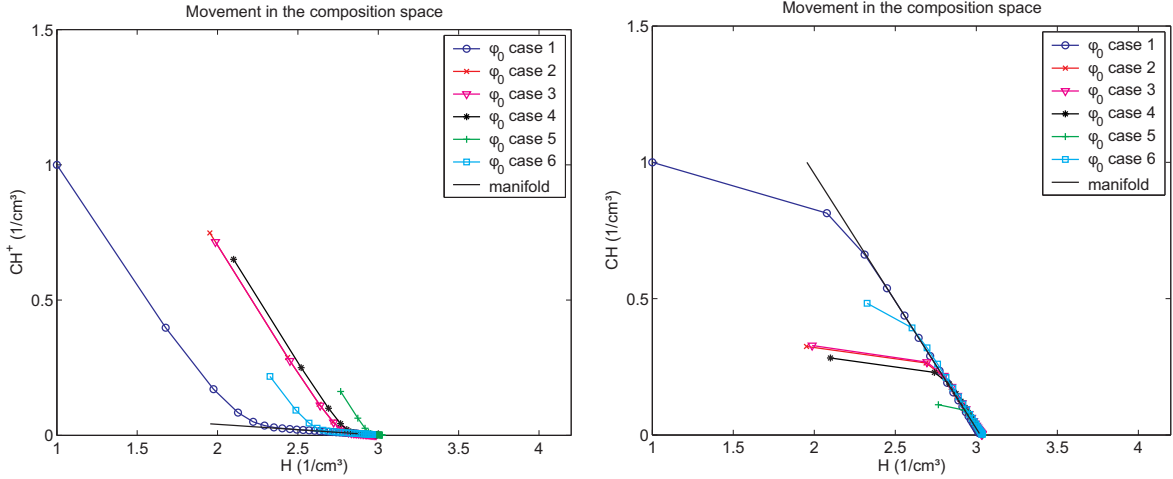 Movement in the composition space
1.5
1
0.5
0
CH⁺ (1/cm³)
1 1.5 2 2.5 3 3.5 4
H (1/cm³)
φ₀ case 1
φ₀ case 2
φ₀ case 3
φ₀ case 4
φ₀ case 5
φ₀ case 6
manifold
Movement in the composition space
1.5
1
0.5
0
CH (1/cm³)
1 1.5 2 2.5 3 3.5 4
H (1/cm³)
φ₀ case 1
φ₀ case 2
φ₀ case 3
φ₀ case 4
φ₀ case 5
φ₀ case 6
manifold